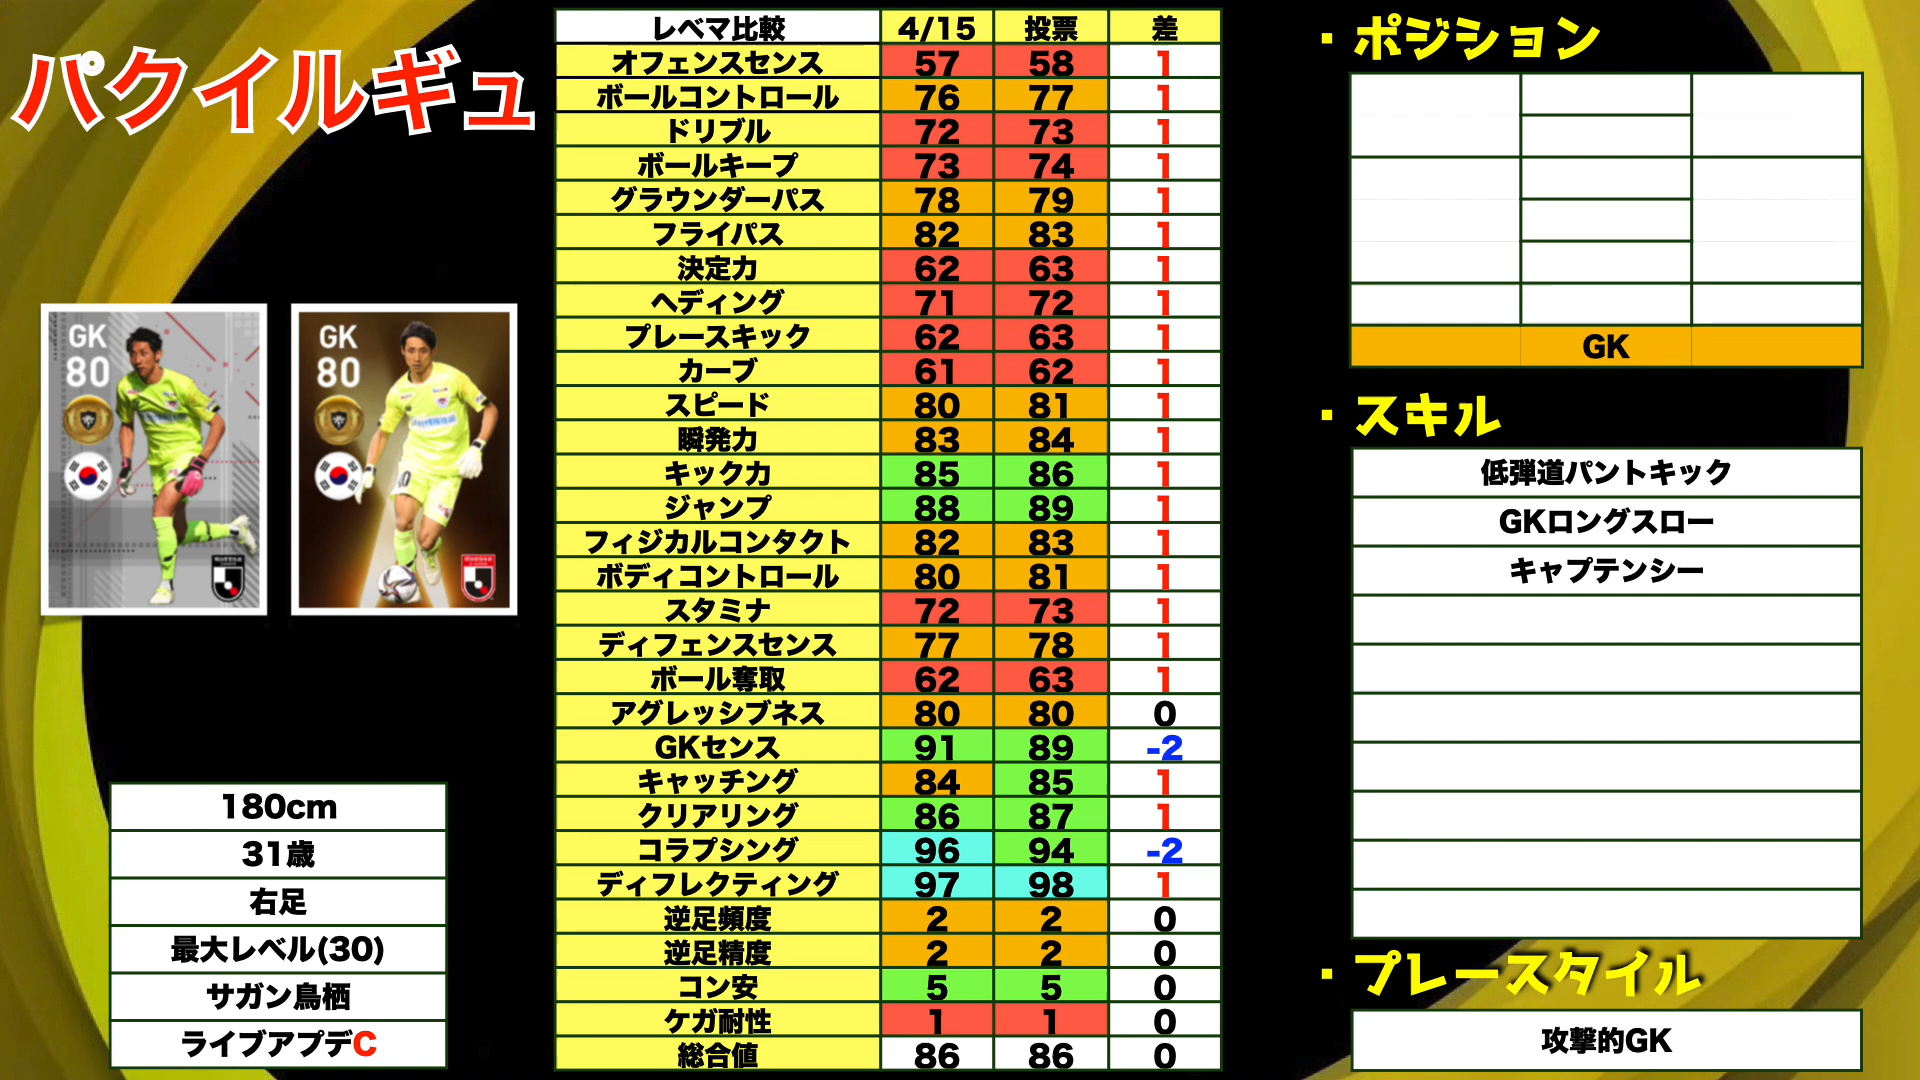 パクイルギュ
GK
80
GK
80
180cm
31歳
右足
最大レベル(30)
サガン鳥栖
ライブアプデC
レベマ比較 4/15 投票 差
オフェンスセンス 57 58 1
ボールコントロール 76 77 1
ドリブル 72 73 1
ボールキープ 73 74 1
グラウンダーパス 78 79 1
フライパス 82 83 1
決定力 62 63 1
ヘディング 71 72 1
プレースキック 62 63 1
カーブ 61 62 1
スピード 80 81 1
瞬発力 83 84 1
キック力 85 86 1
ジャンプ 88 89 1
フィジカルコンタクト 82 83 1
ボディコントロール 80 81 1
スタミナ 72 73 1
ディフェンスセンス 77 78 1
ボール奪取 62 63 1
アグレッシブネス 80 80 0
GKセンス 91 89 -2
キャッチング 84 85 1
クリアリング 86 87 1
コラプシング 96 94 -2
ディフレクティング 97 98 1
逆足頻度 2 2 0
逆足精度 2 2 0
コン安 5 5 0
ケガ耐性 1 1 0
総合値 86 86 0
・ポジション
GK
・スキル
低弾道パントキック
GKロングスロー
キャプテンシー
・プレースタイル
攻撃的GK